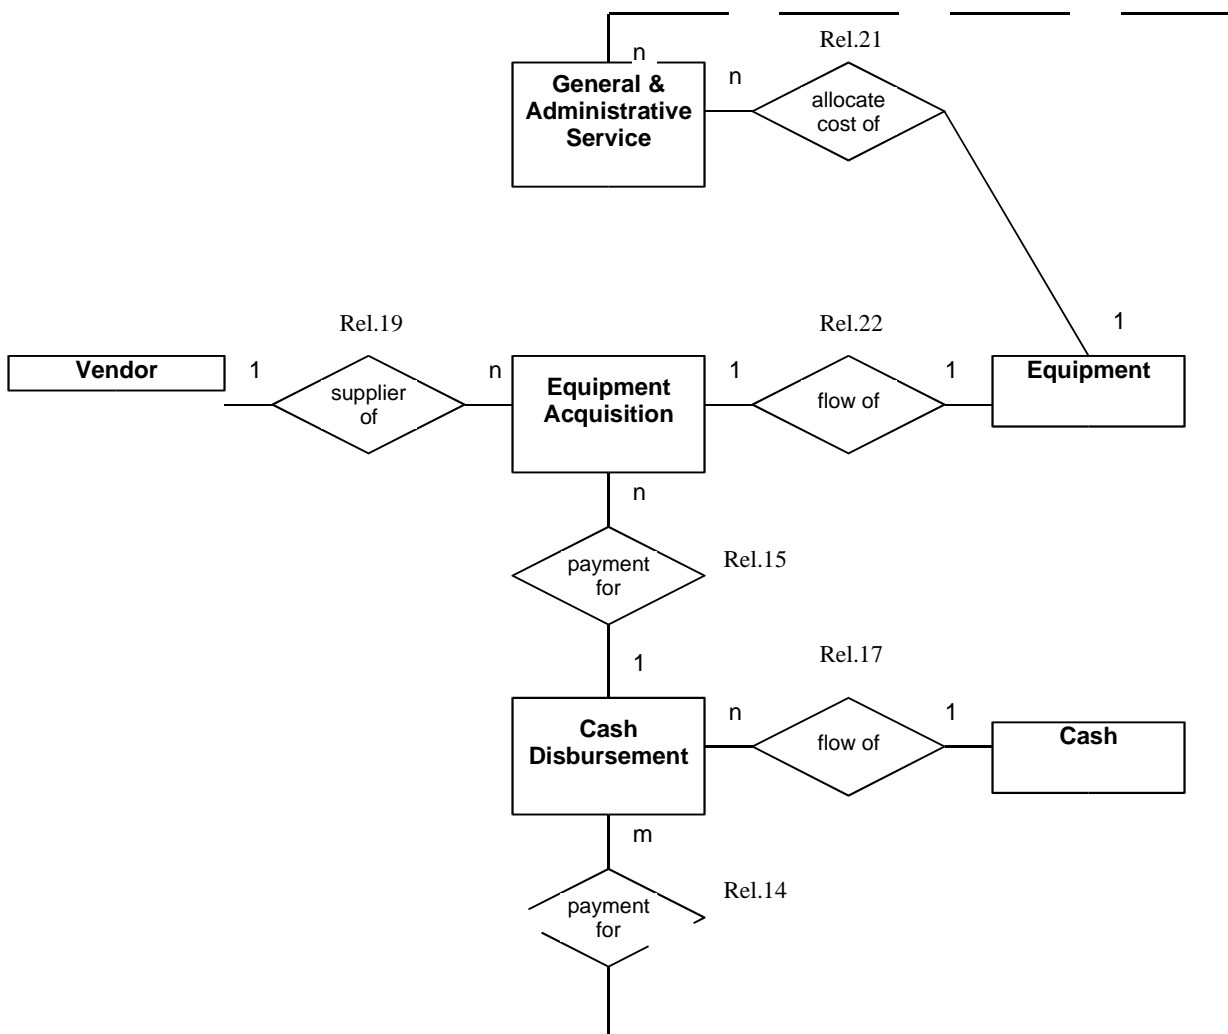 Rel.21
n
General &
Administrative
Service
n
allocate
cost of
Rel.19
Rel.22
1
Vendor
1
supplier
of
n
Equipment
Acquisition
1
flow of
1
Equipment
n
payment
for
Rel.15
1
Rel.17
Cash
Disbursement
n
flow of
1
Cash
m
payment
for
Rel.14